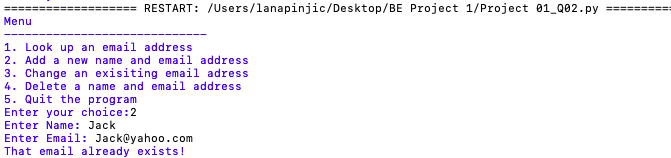 =================== RESTART: /Users/lanapinjic/Desktop/BE Project 1/Project 01_Q02.py ==========
Menu
-----------------------------
1. Look up an email address
2. Add a new name and email address
3. Change an exisiting email adress
4. Delete a name and email address
5. Quit the program
Enter your choice:2
Enter Name: Jack
Enter Email: Jack@yahoo.com
That email already exists!